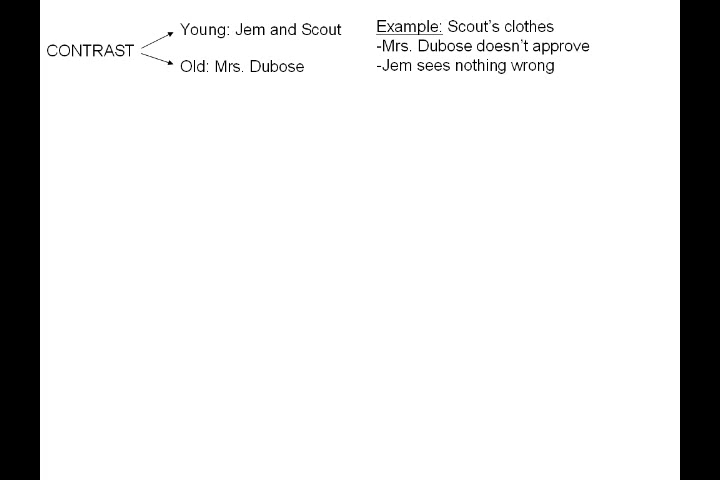 CONTRAST
Young: Jem and Scout
Old: Mrs. Dubose
Example: Scout's clothes
-Mrs. Dubose doesn't approve
-Jem sees nothing wrong